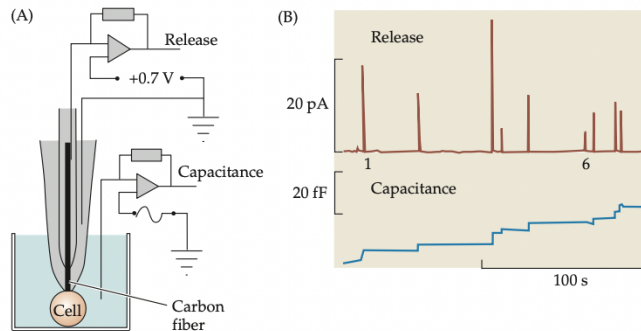 (A)
Release
+0.7 V
Capacitance
Cell
Carbon
fiber
(B)
Release
20 pA
1
6
20 fF
Capacitance
100 s